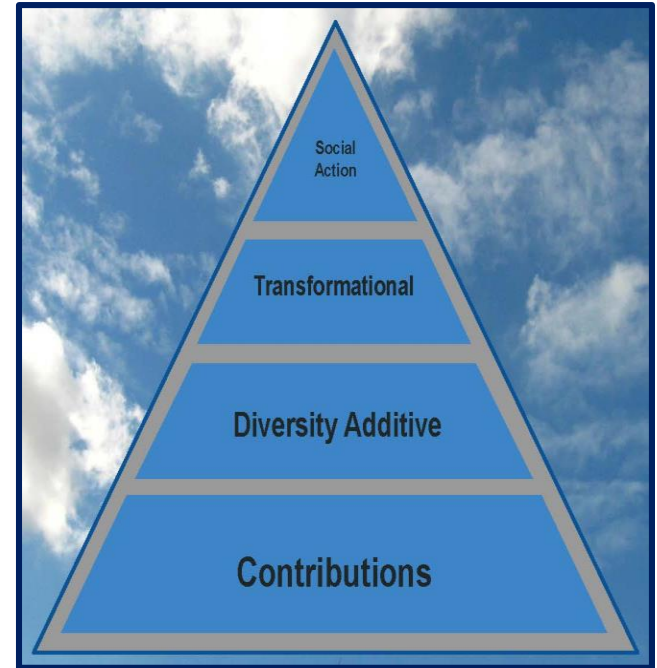 Social
Action
Transformational
Diversity Additive
Contributions